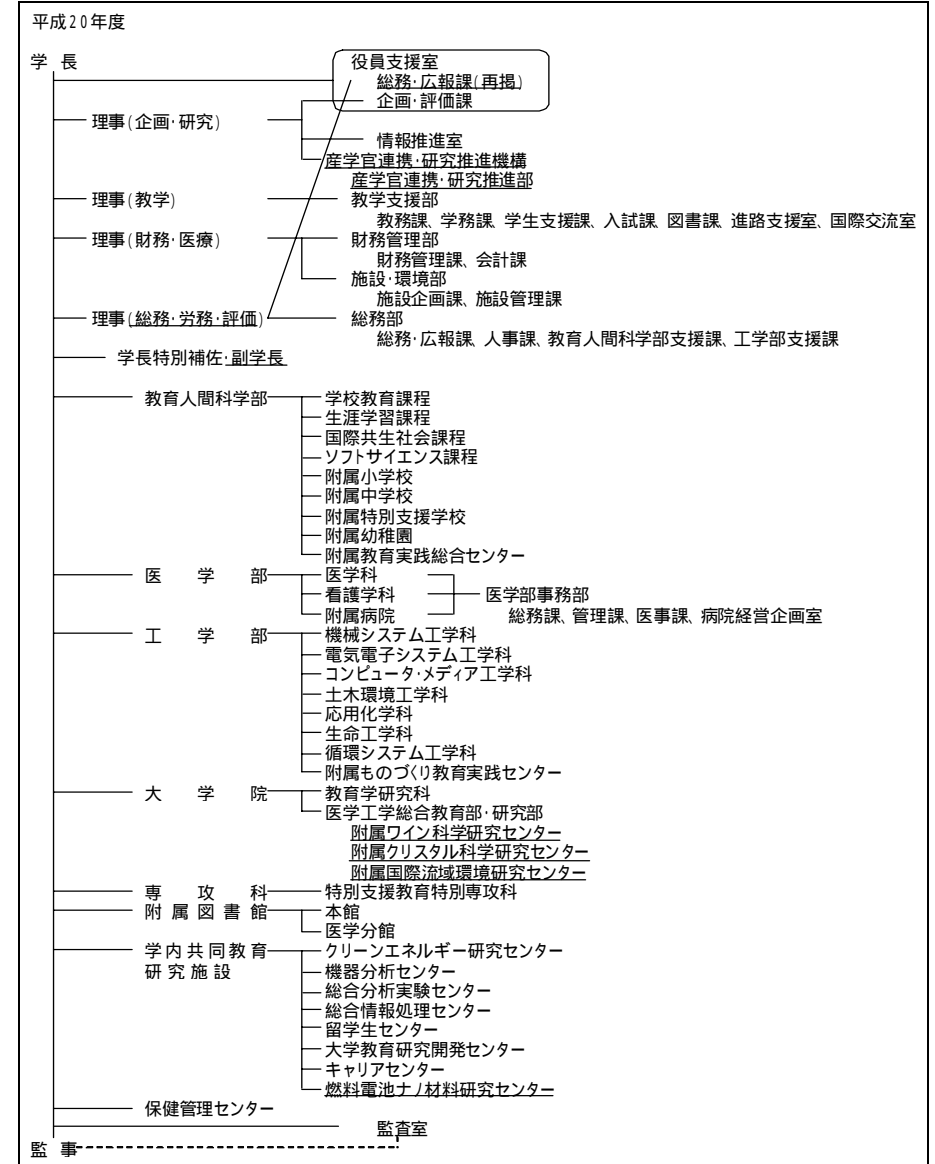 平成20年度
学 長
役員支援室
総務・広報課(再掲)
企画・評価課
理事(企画・研究)
情報推進室
産学官連携・研究推進機構
産学官連携・研究推進部
理事(教学)
教学支援部
教務課、学務課、学生支援課、入試課、図書課、進路支援室、国際交流室
理事(財務・医療)
財務管理部
財務管理課、会計課
施設・環境部
施設企画課、施設管理課
理事(総務・労務・評価)
総務部
総務・広報課、人事課、教育人間科学部支援課、工学部支援課
学長特別補佐・副学長
教育人間科学部
学校教育課程
生涯学習課程
国際共生社会課程
ソフトサイエンス課程
附属小学校
附属中学校
附属特別支援学校
附属幼稚園
附属教育実践総合センター
医 学 部
医学科
看護学科
附属病院
医学部事務部
総務課、管理課、医事課、病院経営企画室
工 学 部
機械システム工学科
電気電子システム工学科
コンピュータ・メディア工学科
土木環境工学科
応用化学科
生命工学科
循環システム工学科
附属ものづくり教育実践センター
大 学 院
教育学研究科
医学工学総合教育部・研究部
附属ワイン科学研究センター
附属クリスタル科学研究センター
附属国際流域環境研究センター
専 攻 科
特別支援教育特別専攻科
附属図書館
本館
医学分館
学内共同教育
研究施設
クリーンエネルギー研究センター
機器分析センター
総合分析実験センター
総合情報処理センター
留学生センター
大学教育研究開発センター
キャリアセンター
燃料電池ナノ材料研究センター
保健管理センター
監査室
監 事